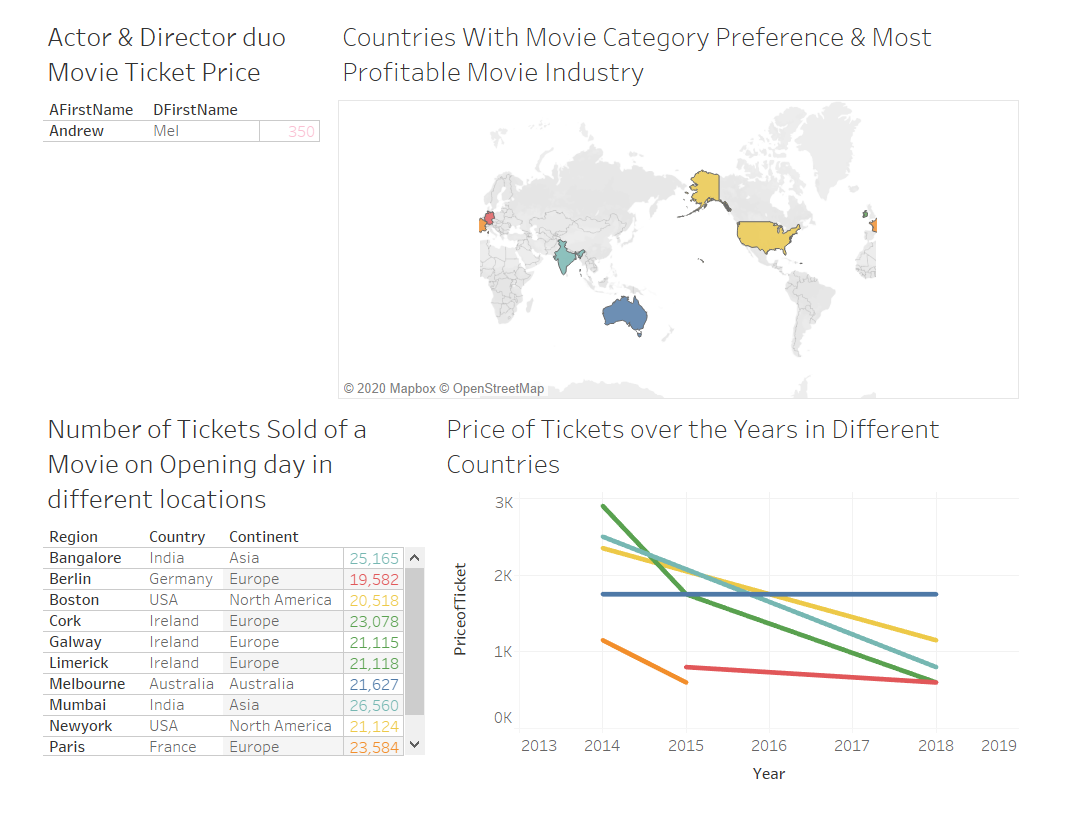 Actor & Director duo
Movie Ticket Price
AFirstName DFirstName
Andrew Mel 350
Countries With Movie Category Preference & Most
Profitable Movie Industry
© 2020 Mapbox © OpenStreetMap
Number of Tickets Sold of a
Movie on Opening day in
different locations
Region Country Continent
Bangalore India Asia 25,165
Berlin Germany Europe 19,582
Boston USA North America 20,518
Cork Ireland Europe 23,078
Galway Ireland Europe 21,115
Limerick Ireland Europe 21,118
Melbourne Australia Australia 21,627
Mumbai India Asia 26,560
Newyork USA North America 21,124
Paris France Europe 23,584
Price of Tickets over the Years in Different
Countries
PriceofTicket
3K
2K
1K
0K
2013 2014 2015 2016 2017 2018 2019
Year